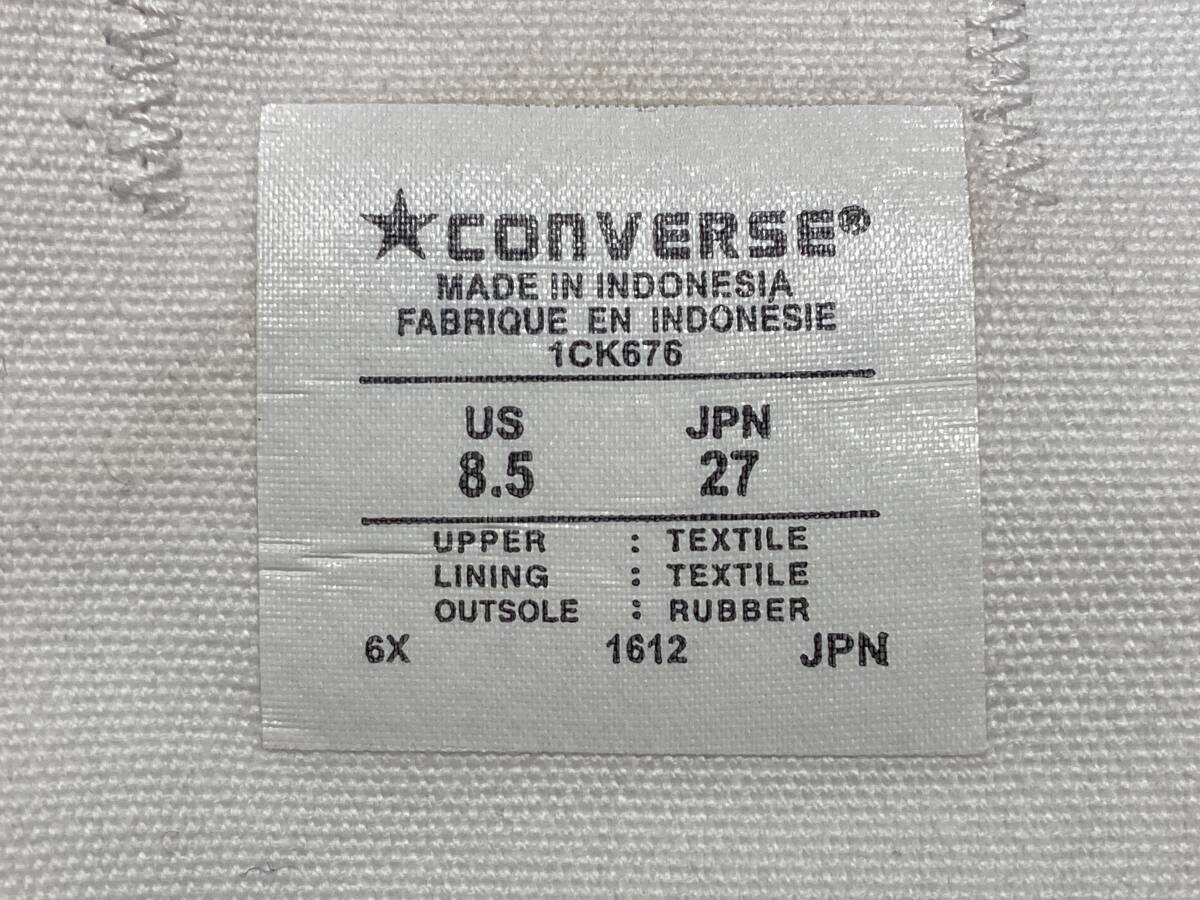 ★CONVERSE®
MADE IN INDONESIA
FABRIQUE EN INDONÉSIE
1CK676
US JPN
8.5 27
UPPER : TEXTILE
LINING : TEXTILE
OUTSOLE : RUBBER
6X 1612 JPN